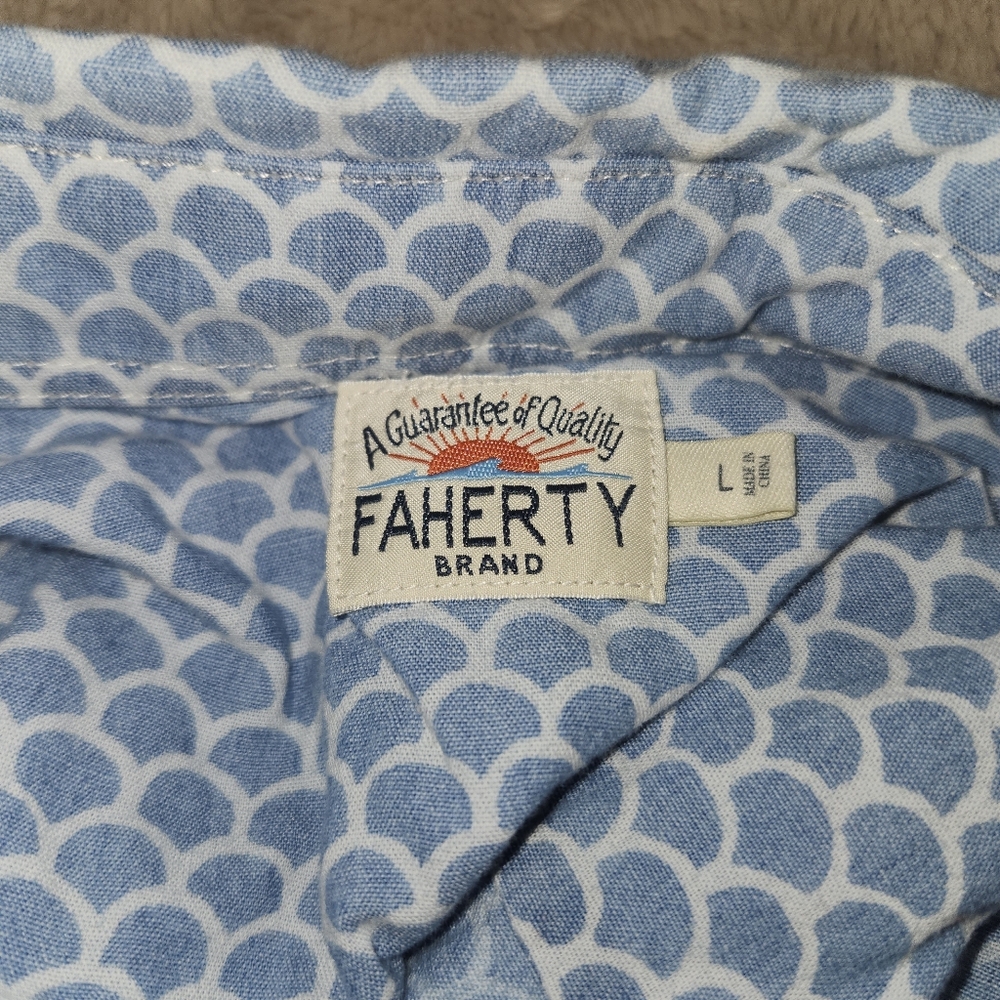 A Guarantee of Quality
FAHERTY
BRAND
L
MADE IN
CHINA